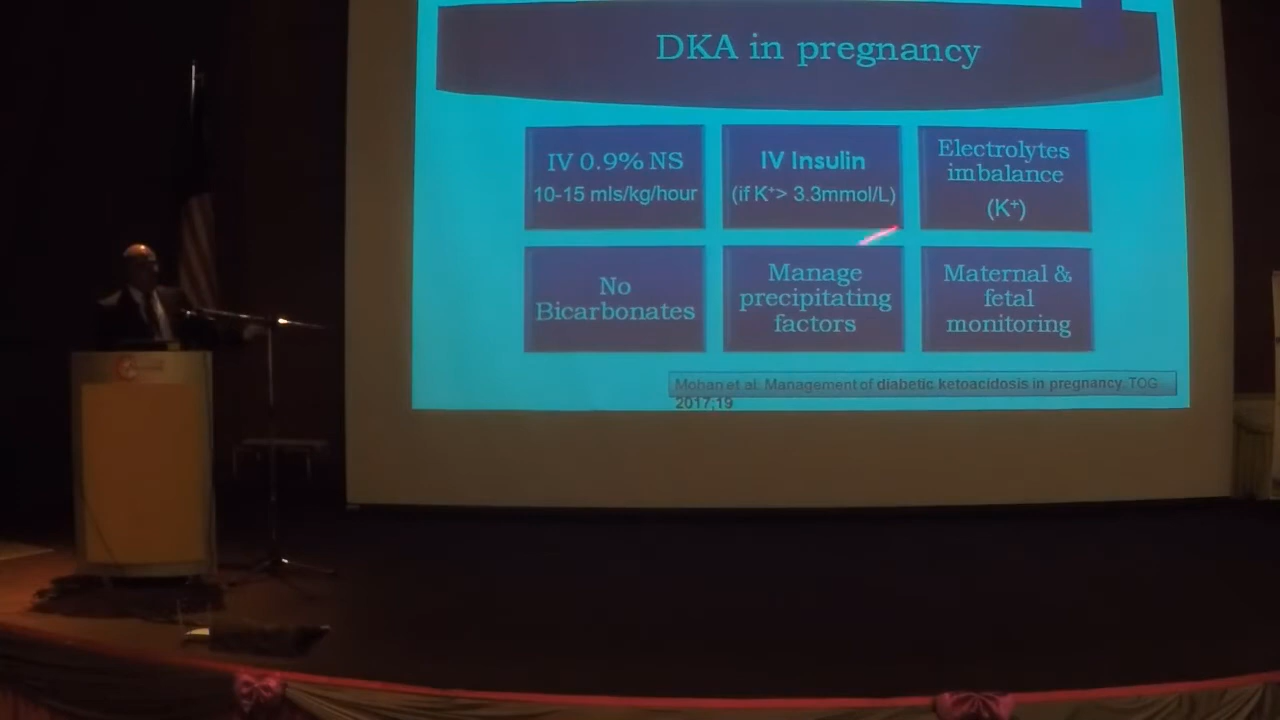 DKA in pregnancy
IV 0.9% NS
10-15 mls/kg/hour
IV Insulin
(if K⁺> 3.3mmol/L)
Electrolytes
imbalance
(K⁺)
No
Bicarbonates
Manage
precipitating
factors
Maternal &
fetal
monitoring
Mohan et al. Management of diabetic ketoacidosis in pregnancy. TOG
2017;19